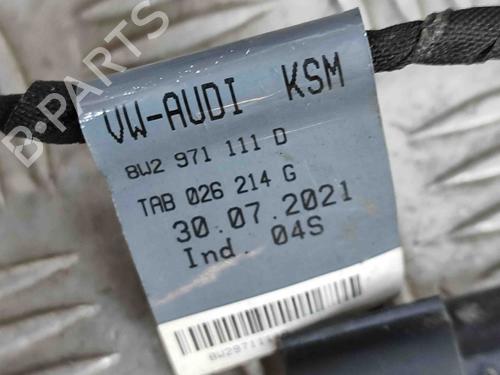 B-PARTS
VW-AUDI KSM
8W2 971 111 D
TAB 026 214 G
30.07.2021
Ind. 04S